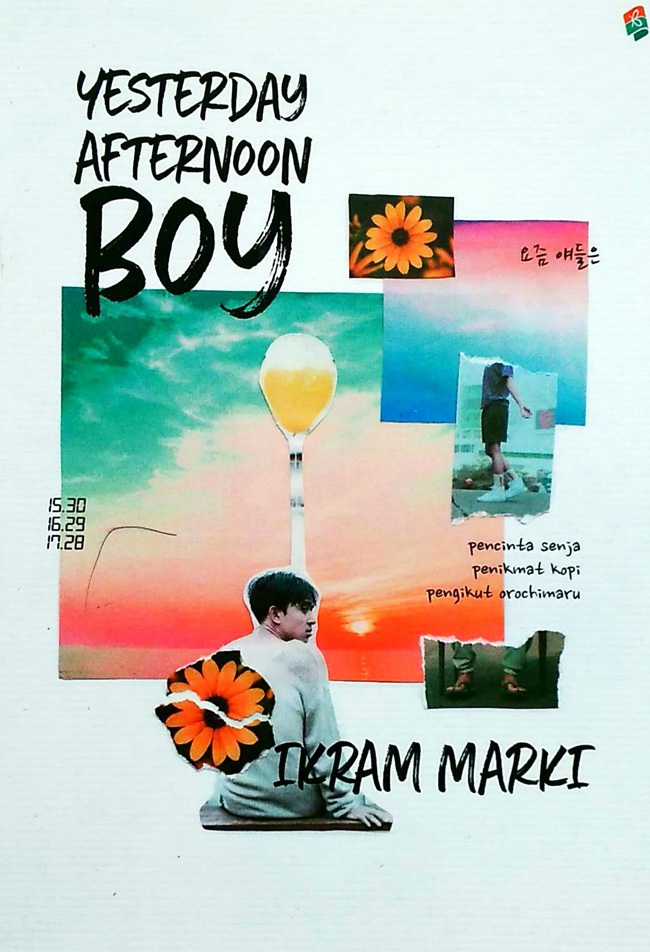 YESTERDAY
AFTERNOON
BOY
요즘 얘들은
15.30
16.29
17.28
pencinta senja
penikmat kopi
pengikut orochimaru
IKRAM MARKI